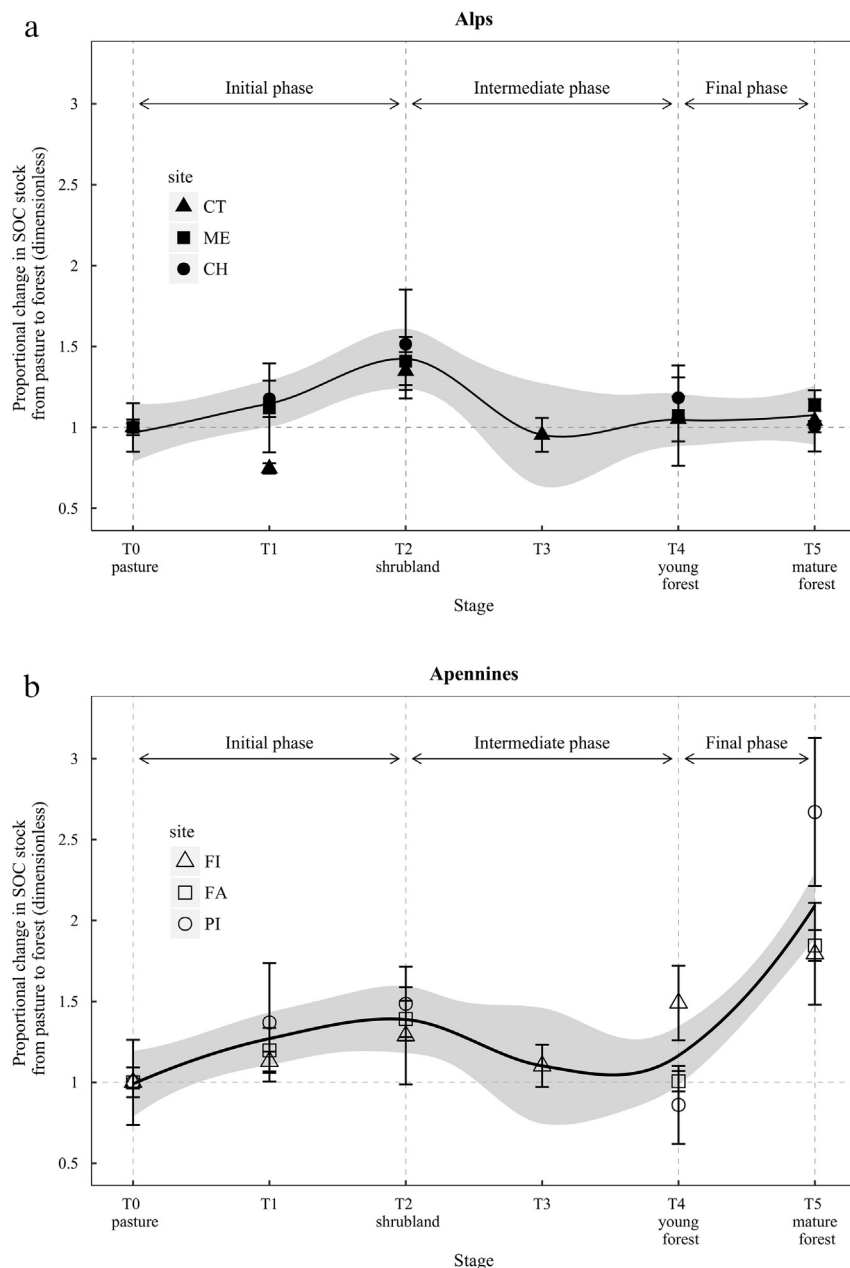 a
Alps
Proportional change in SOC stock
from pasture to forest (dimensionless)
3
2.5
2
1.5
1
0.5
Initial phase
Intermediate phase
Final phase
site
CT
ME
CH
T0
pasture
T1
T2
shrubland
T3
T4
young
forest
T5
mature
forest
Stage
b
Apennines
Proportional change in SOC stock
from pasture to forest (dimensionless)
3
2.5
2
1.5
1
0.5
Initial phase
Intermediate phase
Final phase
site
FI
FA
PI
T0
pasture
T1
T2
shrubland
T3
T4
young
forest
T5
mature
forest
Stage